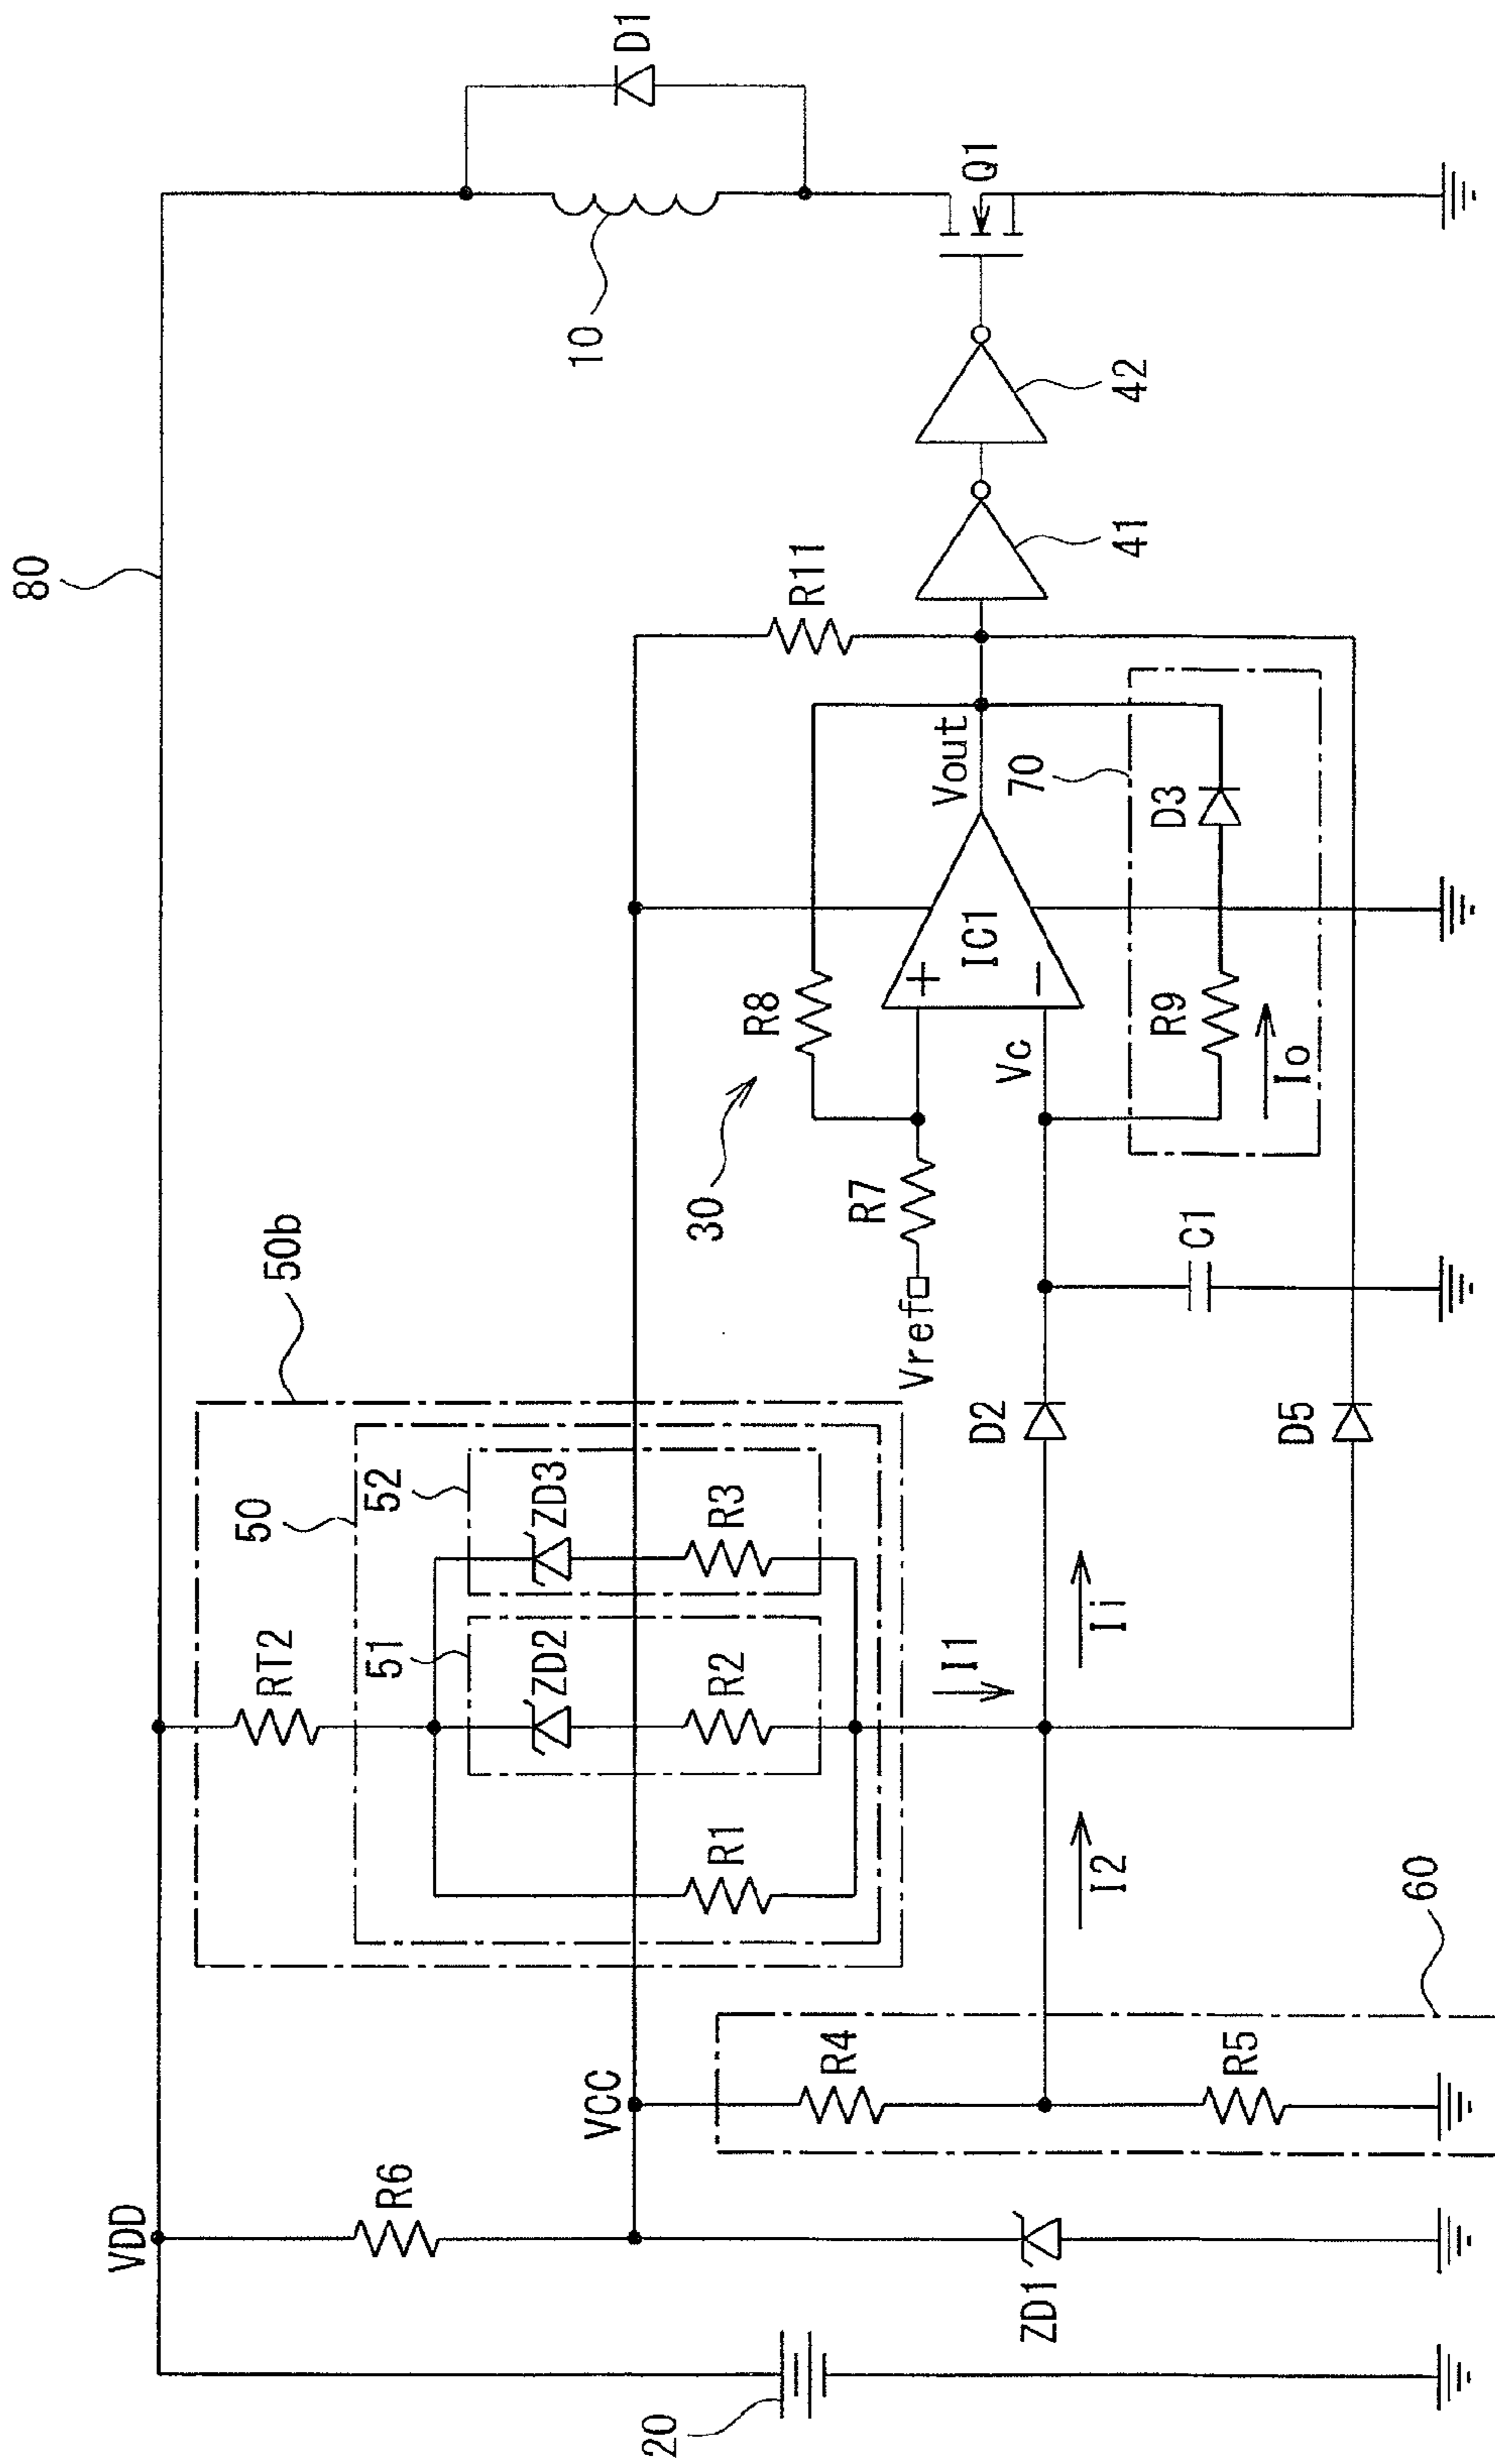 80
VDD
VCC
20
R6
ZD1
60
R4
R5
I2
50b
50
RT2
51
52
ZD2
ZD3
R1
R2
R3
I1
Ii
D2
D5
C1
Vref
R7
30
R8
Vc
IC1
+
−
Vout
70
R9
D3
Io
R11
41
42
10
D1
Q1